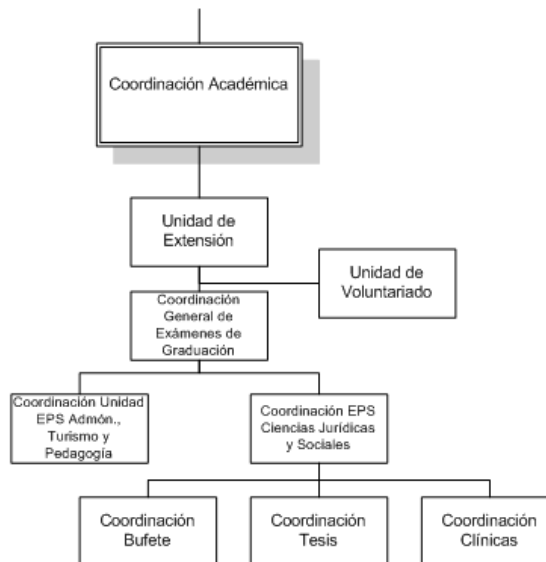 Coordinación Académica
Unidad de
Extensión
Unidad de
Voluntariado
Coordinación
General de
Exámenes de
Graduación
Coordinación Unidad
EPS Admón.,
Turismo y
Pedagogía
Coordinación EPS
Ciencias Jurídicas
y Sociales
Coordinación
Bufete
Coordinación
Tesis
Coordinación
Clínicas